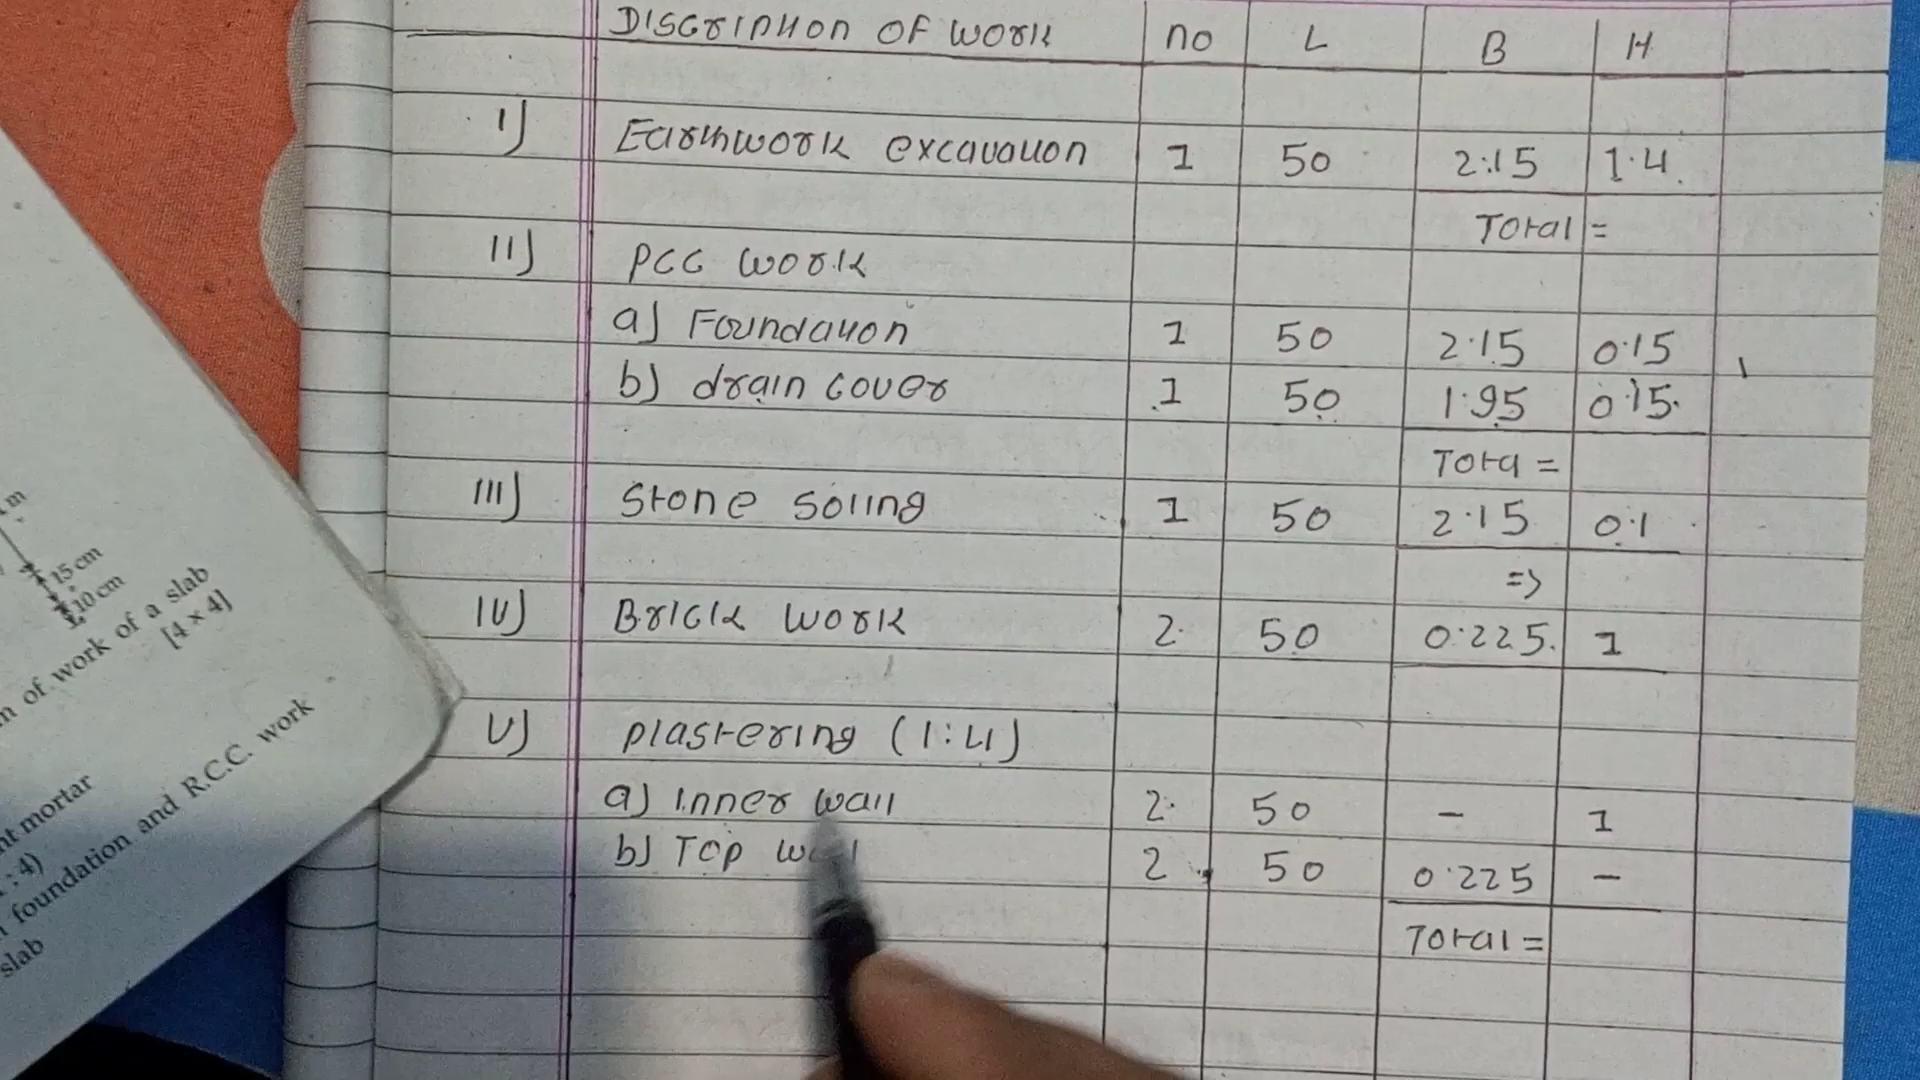 Discription of work no L B H
I) Earthwork excavation 1 50 2.15 1.4
Total =
II) PCC work
a) Foundation 1 50 2.15 0.15
b) drain cover 1 50 1.95 0.15
Total =
III) Stone soling 1 50 2.15 0.1
=>
IV) Brick work 2 50 0.225 1
V) plastering (1:4)
a) inner wall 2 50 - 1
b) Top wall 2 50 0.225 -
Total =
m
15 cm
10 cm
of work of a slab
[4 × 4]
mortar
: 4)
foundation and R.C.C. work
slab